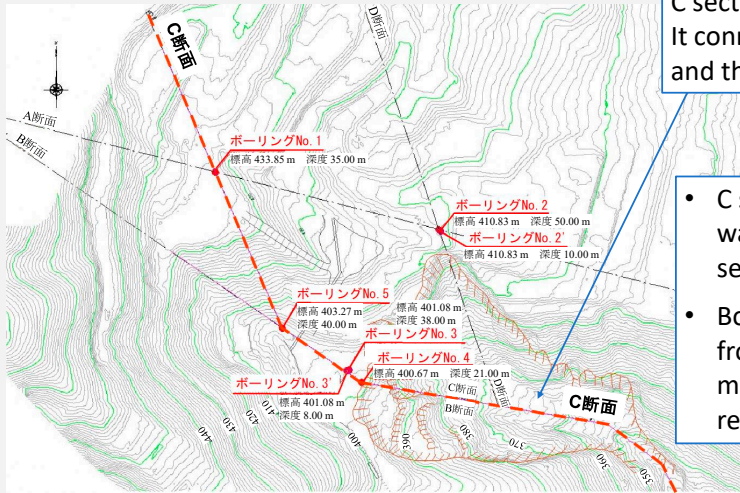 C sect
It conn
and th
C断面
D断面
A断面
B断面
ボーリングNo.1
標高 433.85 m 深度 35.00 m
ボーリングNo.2
標高 410.83 m 深度 50.00 m
ボーリングNo.2'
標高 410.83 m 深度 10.00 m
• C s
wa
se
• Bo
fro
m
re
ボーリングNo.5
標高 403.27 m
深度 40.00 m
標高 401.08 m
深度 38.00 m
ボーリングNo.3
ボーリングNo.4
標高 400.67 m 深度 21.00 m
ボーリングNo.3'
標高 401.08 m
深度 8.00 m
C断面
B断面
D断面
C断面
440
430
420
410
400
390
380
370
360
350